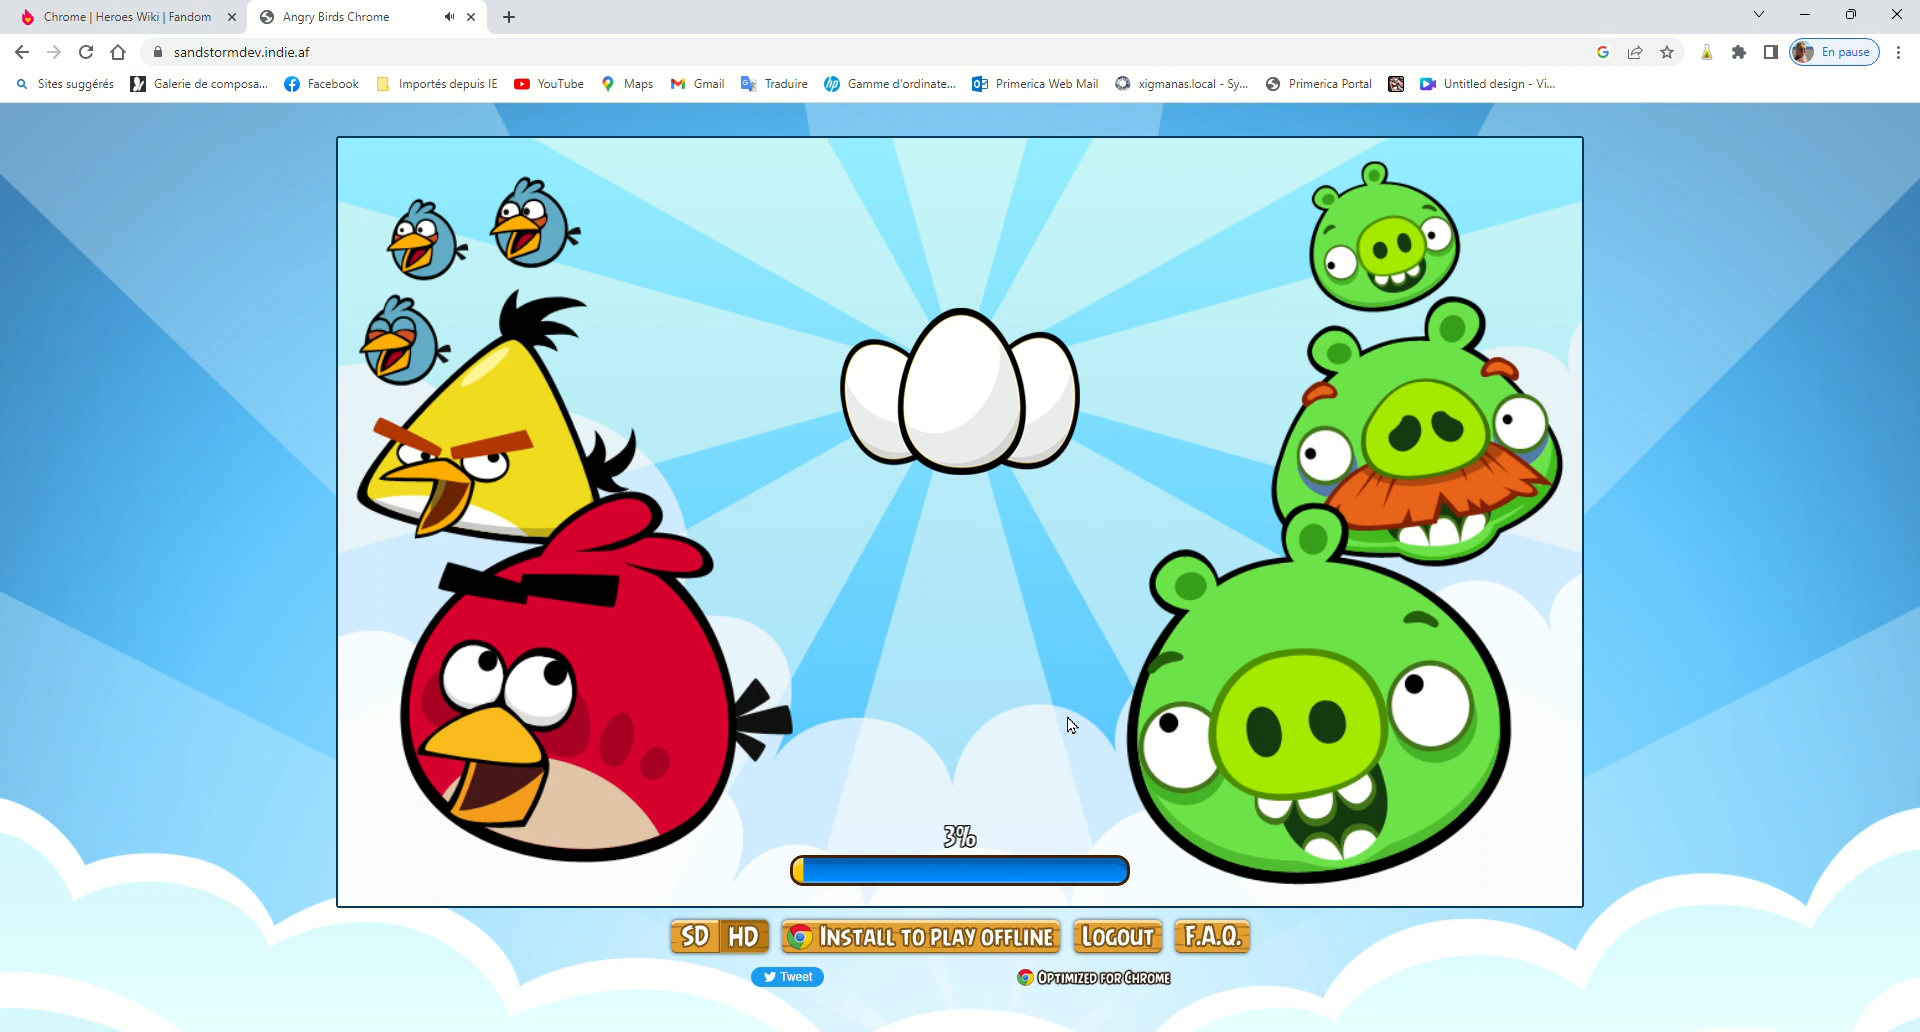 Chrome | Heroes Wiki | Fandom
Angry Birds Chrome
sandstormdev.indie.af
En pause
Sites suggérés
Galerie de composa...
Facebook
Importés depuis IE
YouTube
Maps
Gmail
Traduire
Gamme d'ordinate...
Primerica Web Mail
xigmanas.local - Sy...
Primerica Portal
Untitled design - Vi...
3%
SD HD INSTALL TO PLAY OFFLINE LOGOUT F.A.Q.
Tweet OPTIMIZED FOR CHROME